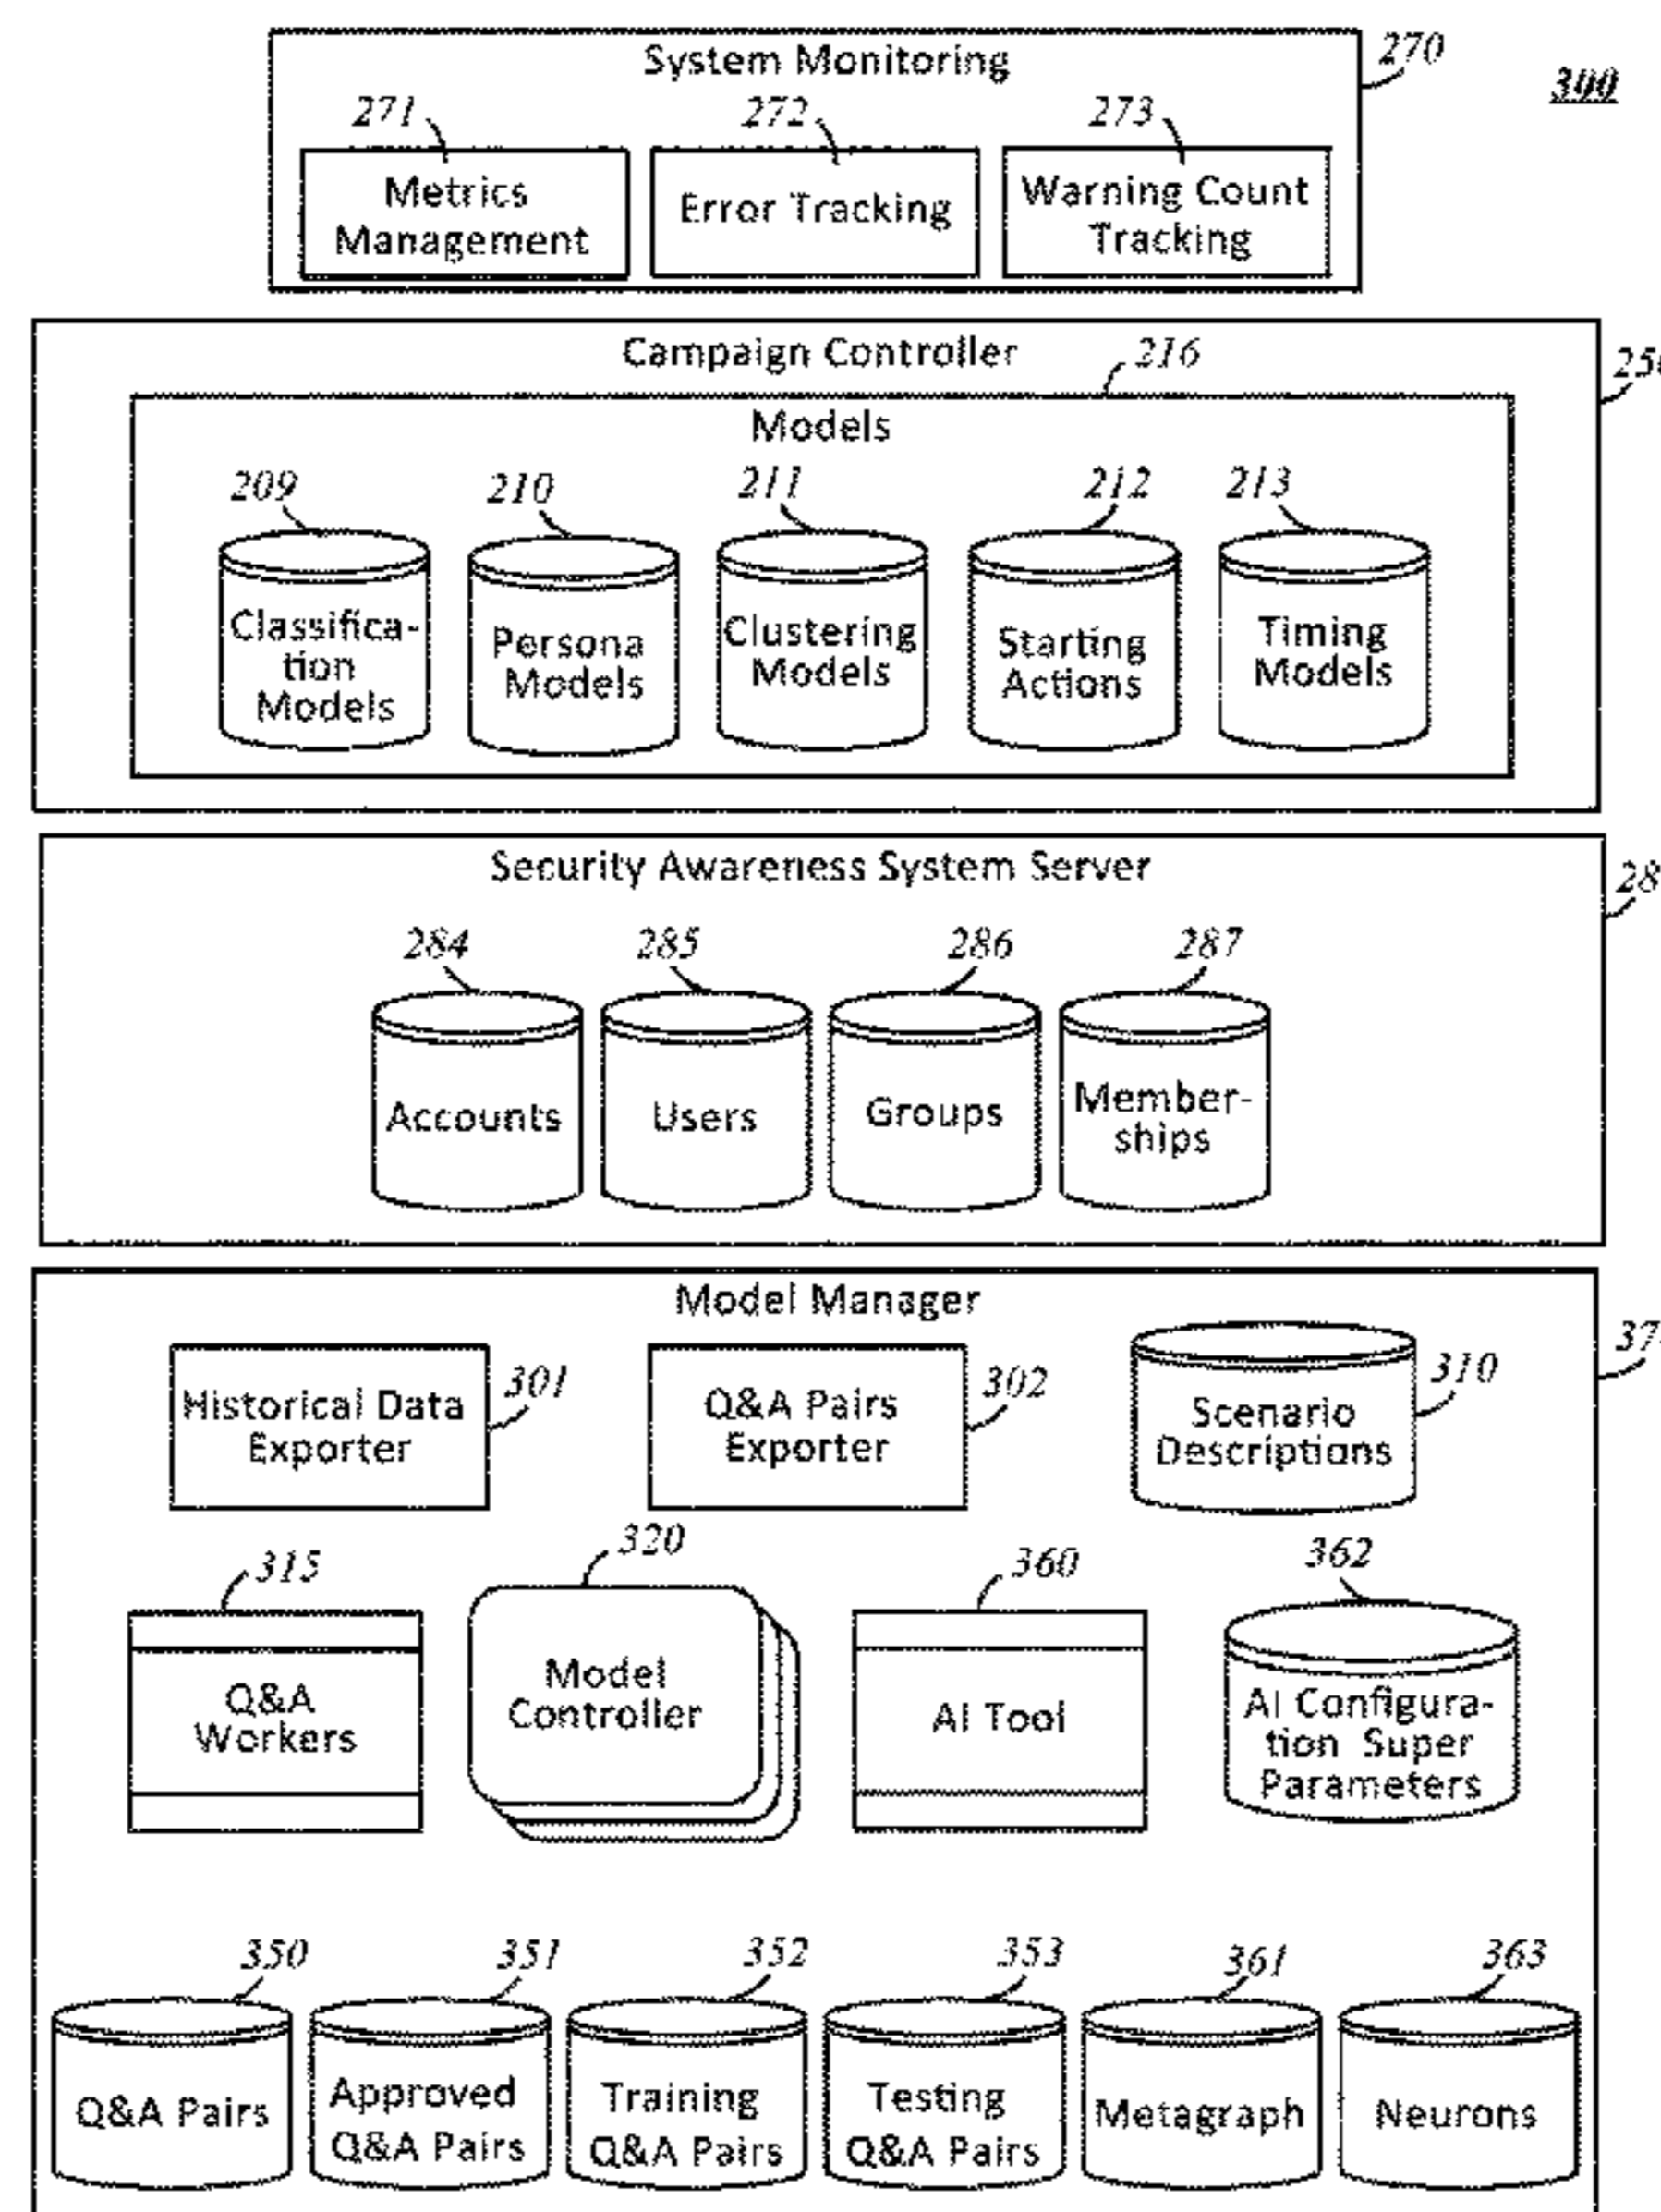 System Monitoring
270
300
271
272
273
Metrics
Management
Error Tracking
Warning Count
Tracking
Campaign Controller
216
Models
209
210
211
212
213
Classifica-
tion
Models
Persona
Models
Clustering
Models
Starting
Actions
Timing
Models
Security Awareness System Server
284
285
286
287
Accounts
Users
Groups
Member-
ships
Model Manager
Historical Data
Exporter
301
Q&A Pairs
Exporter
302
Scenario
Descriptions
310
315
320
360
362
Q&A
Workers
Model
Controller
AI Tool
AI Configura-
tion Super
Parameters
350
351
352
353
361
363
Q&A Pairs
Approved
Q&A Pairs
Training
Q&A Pairs
Testing
Q&A Pairs
Metagraph
Neurons